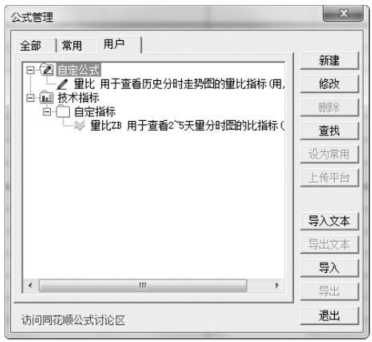 公式管理
全部 常用 用户
自定公式
量比 用于查看历史分时走势图的量比指标(用,
技术指标
自定指标
量比ZB 用于查看2~5天量分时图的比指标(
新建
修改
删除
查找
设为常用
上传平台
导入文本
导出文本
导入
导出
退出
访问同花顺公式讨论区